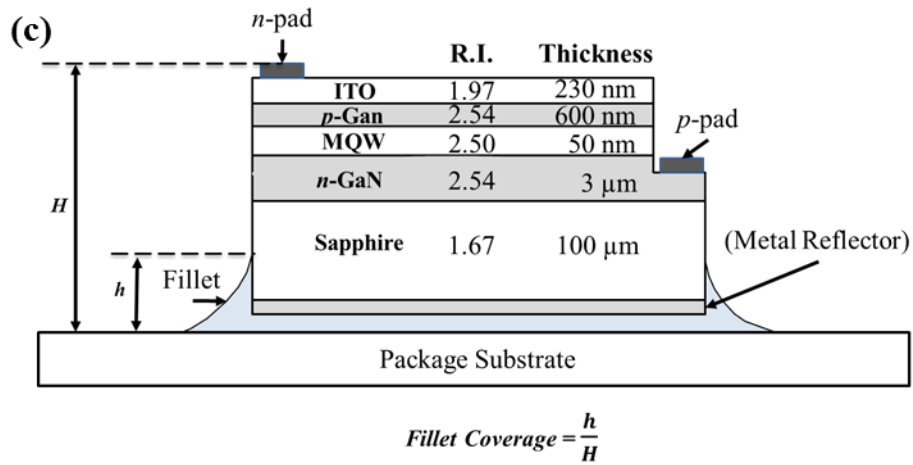 (c)
n-pad
R.I. Thickness
ITO 1.97 230 nm
p-Gan 2.54 600 nm
p-pad
MQW 2.50 50 nm
n-GaN 2.54 3 µm
H
Sapphire 1.67 100 µm
(Metal Reflector)
h
Fillet
Package Substrate
Fillet Coverage = h/H